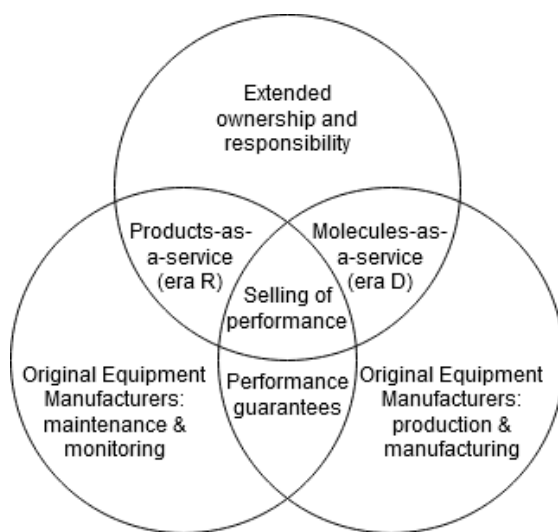 Extended
ownership and
responsibility
Products-as-
a-service
(era R)
Molecules-as-
a-service
(era D)
Selling of
performance
Original Equipment
Manufacturers:
maintenance &
monitoring
Performance
guarantees
Original Equipment
Manufacturers:
production &
manufacturing